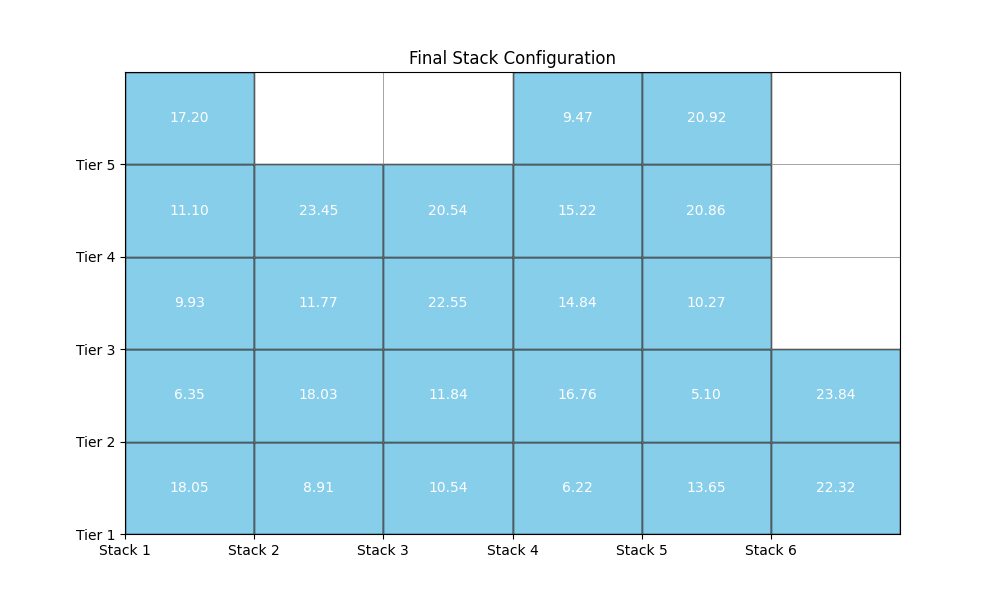 Final Stack Configuration
17.20 9.47 20.92
Tier 5
11.10 23.45 20.54 15.22 20.86
Tier 4
9.93 11.77 22.55 14.84 10.27
Tier 3
6.35 18.03 11.84 16.76 5.10 23.84
Tier 2
18.05 8.91 10.54 6.22 13.65 22.32
Tier 1
Stack 1 Stack 2 Stack 3 Stack 4 Stack 5 Stack 6